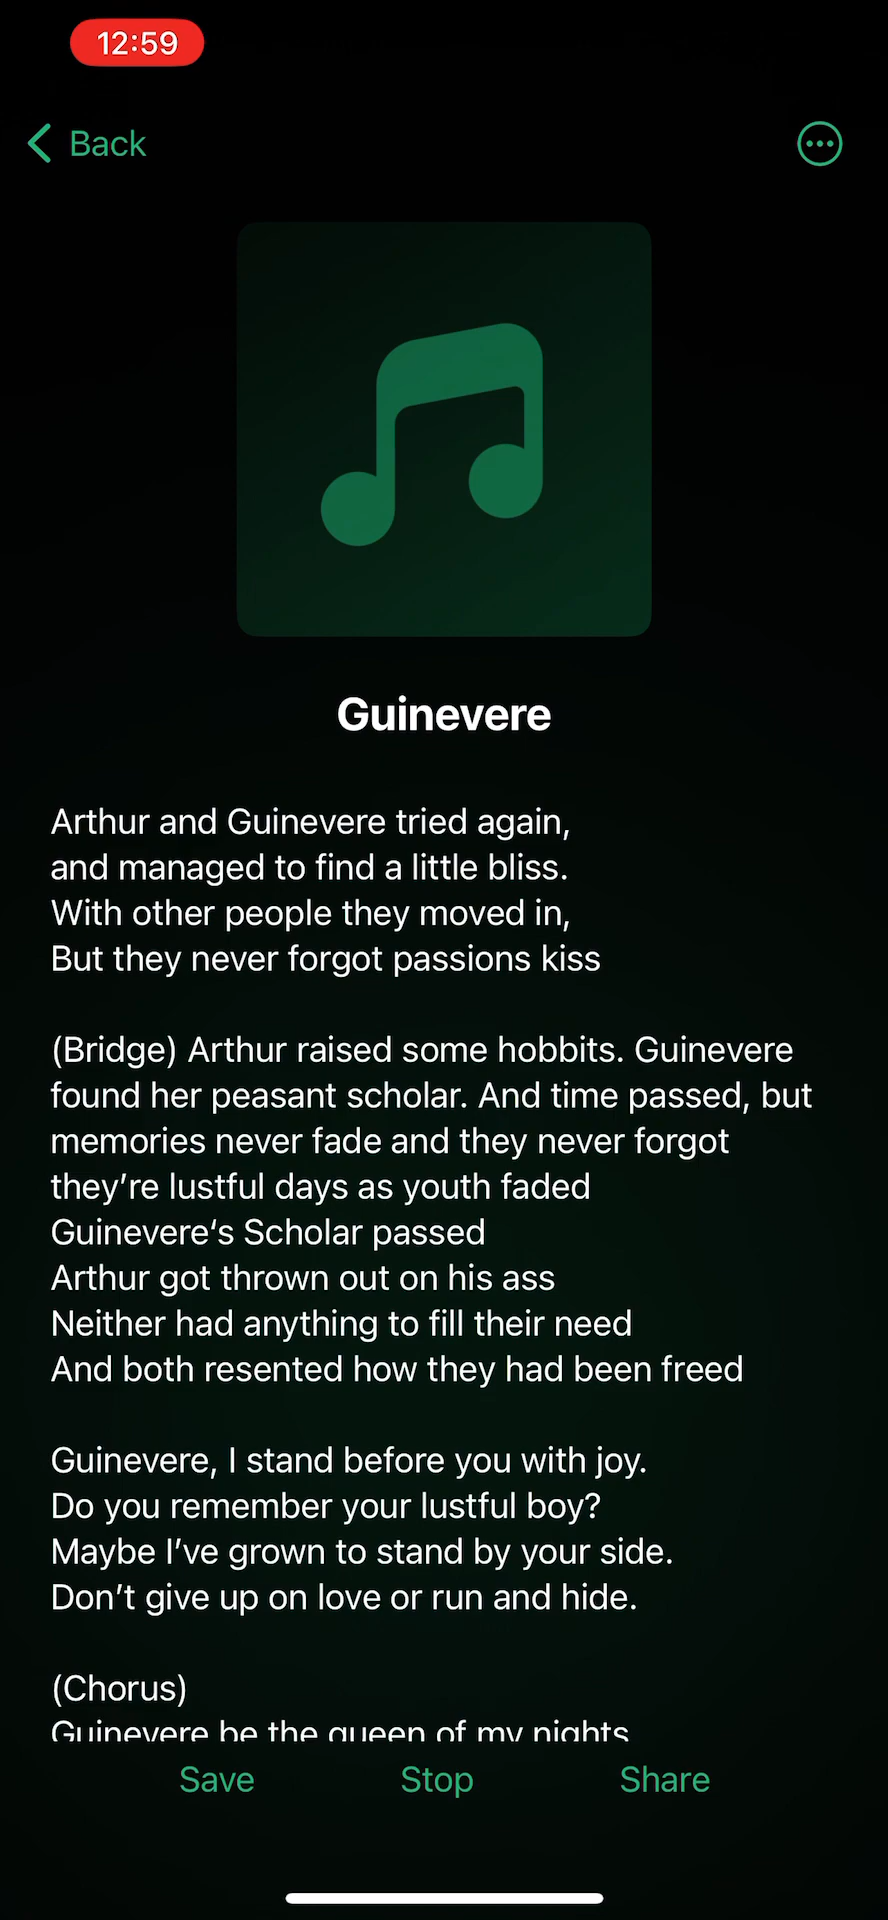 12:59
Back
Guinevere
Arthur and Guinevere tried again,
and managed to find a little bliss.
With other people they moved in,
But they never forgot passions kiss
(Bridge) Arthur raised some hobbits. Guinevere
found her peasant scholar. And time passed, but
memories never fade and they never forgot
they’re lustful days as youth faded
Guinevere‘s Scholar passed
Arthur got thrown out on his ass
Neither had anything to fill their need
And both resented how they had been freed
Guinevere, I stand before you with joy.
Do you remember your lustful boy?
Maybe I’ve grown to stand by your side.
Don’t give up on love or run and hide.
(Chorus)
Guinevere be the queen of my nights
Save Stop Share